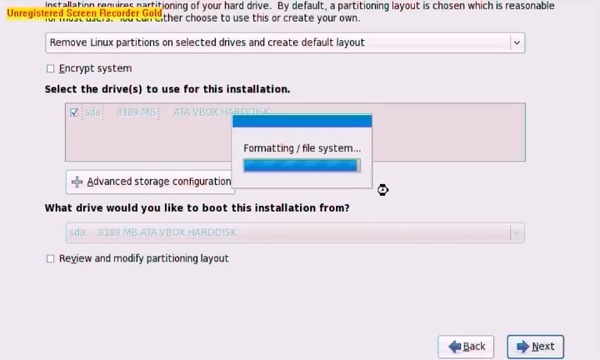 Installation requires partitioning of your hard drive. By default, a partitioning layout is chosen which is reasonable
Unregistered Screen Recorder Gold
for most users. You can either choose to use this or create your own.
Remove Linux partitions on selected drives and create default layout
Encrypt system
Select the drive(s) to use for this installation.
sda 8189 MB ATA VBOX HARDDISK
Formatting / file system...
Advanced storage configuration
What drive would you like to boot this installation from?
sda 8189 MB ATA VBOX HARDDISK
Review and modify partitioning layout
Back Next